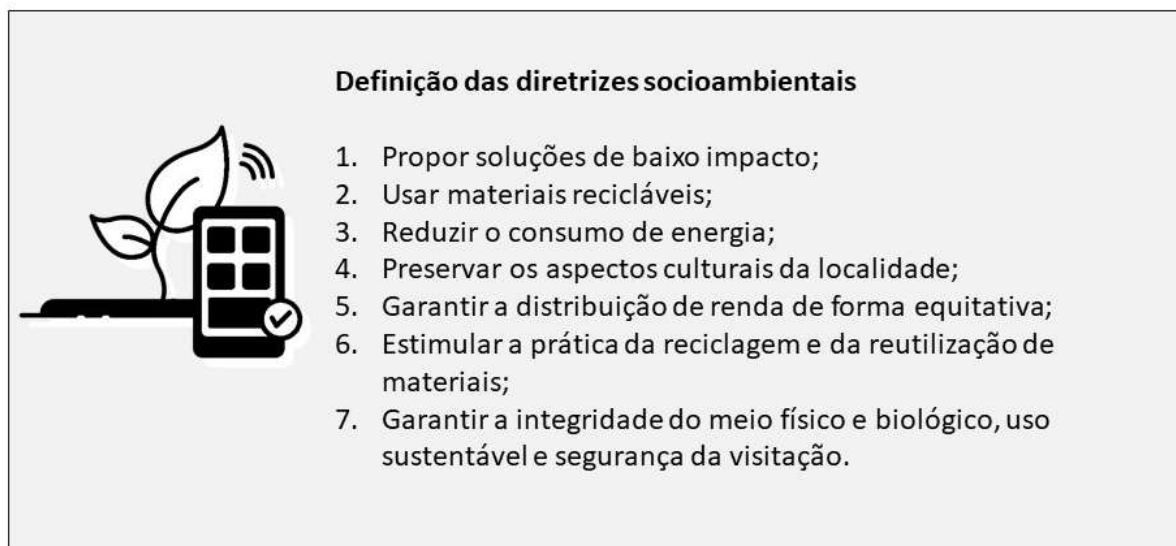 Definição das diretrizes socioambientais
1. Propor soluções de baixo impacto;
2. Usar materiais recicláveis;
3. Reduzir o consumo de energia;
4. Preservar os aspectos culturais da localidade;
5. Garantir a distribuição de renda de forma equitativa;
6. Estimular a prática da reciclagem e da reutilização de
materiais;
7. Garantir a integridade do meio físico e biológico, uso
sustentável e segurança da visitação.